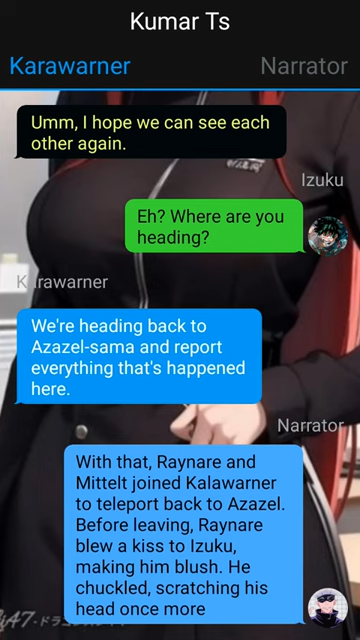 Kumar Ts
Karawarner Narrator
Umm, I hope we can see each
other again.
Izuku
Eh? Where are you
heading?
Karawarner
We're heading back to
Azazel-sama and report
everything that's happened
here.
Narrator
With that, Raynare and
Mittelt joined Kalawarner
to teleport back to Azazel.
Before leaving, Raynare
blew a kiss to Izuku,
making him blush. He
chuckled, scratching his
head once more